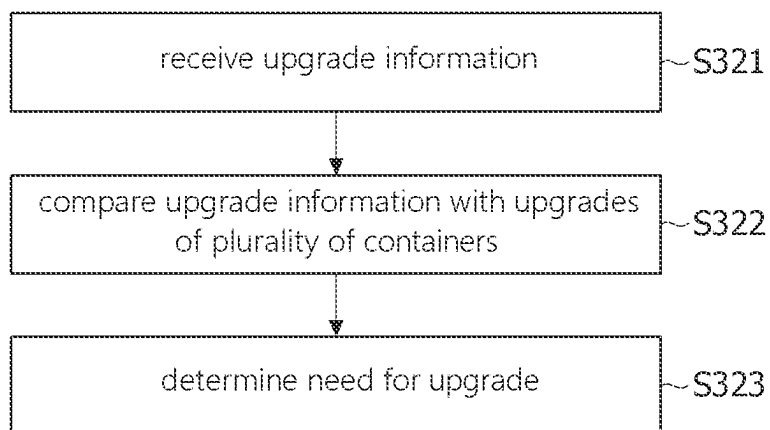 receive upgrade information
S321
compare upgrade information with upgrades
of plurality of containers
S322
determine need for upgrade
S323